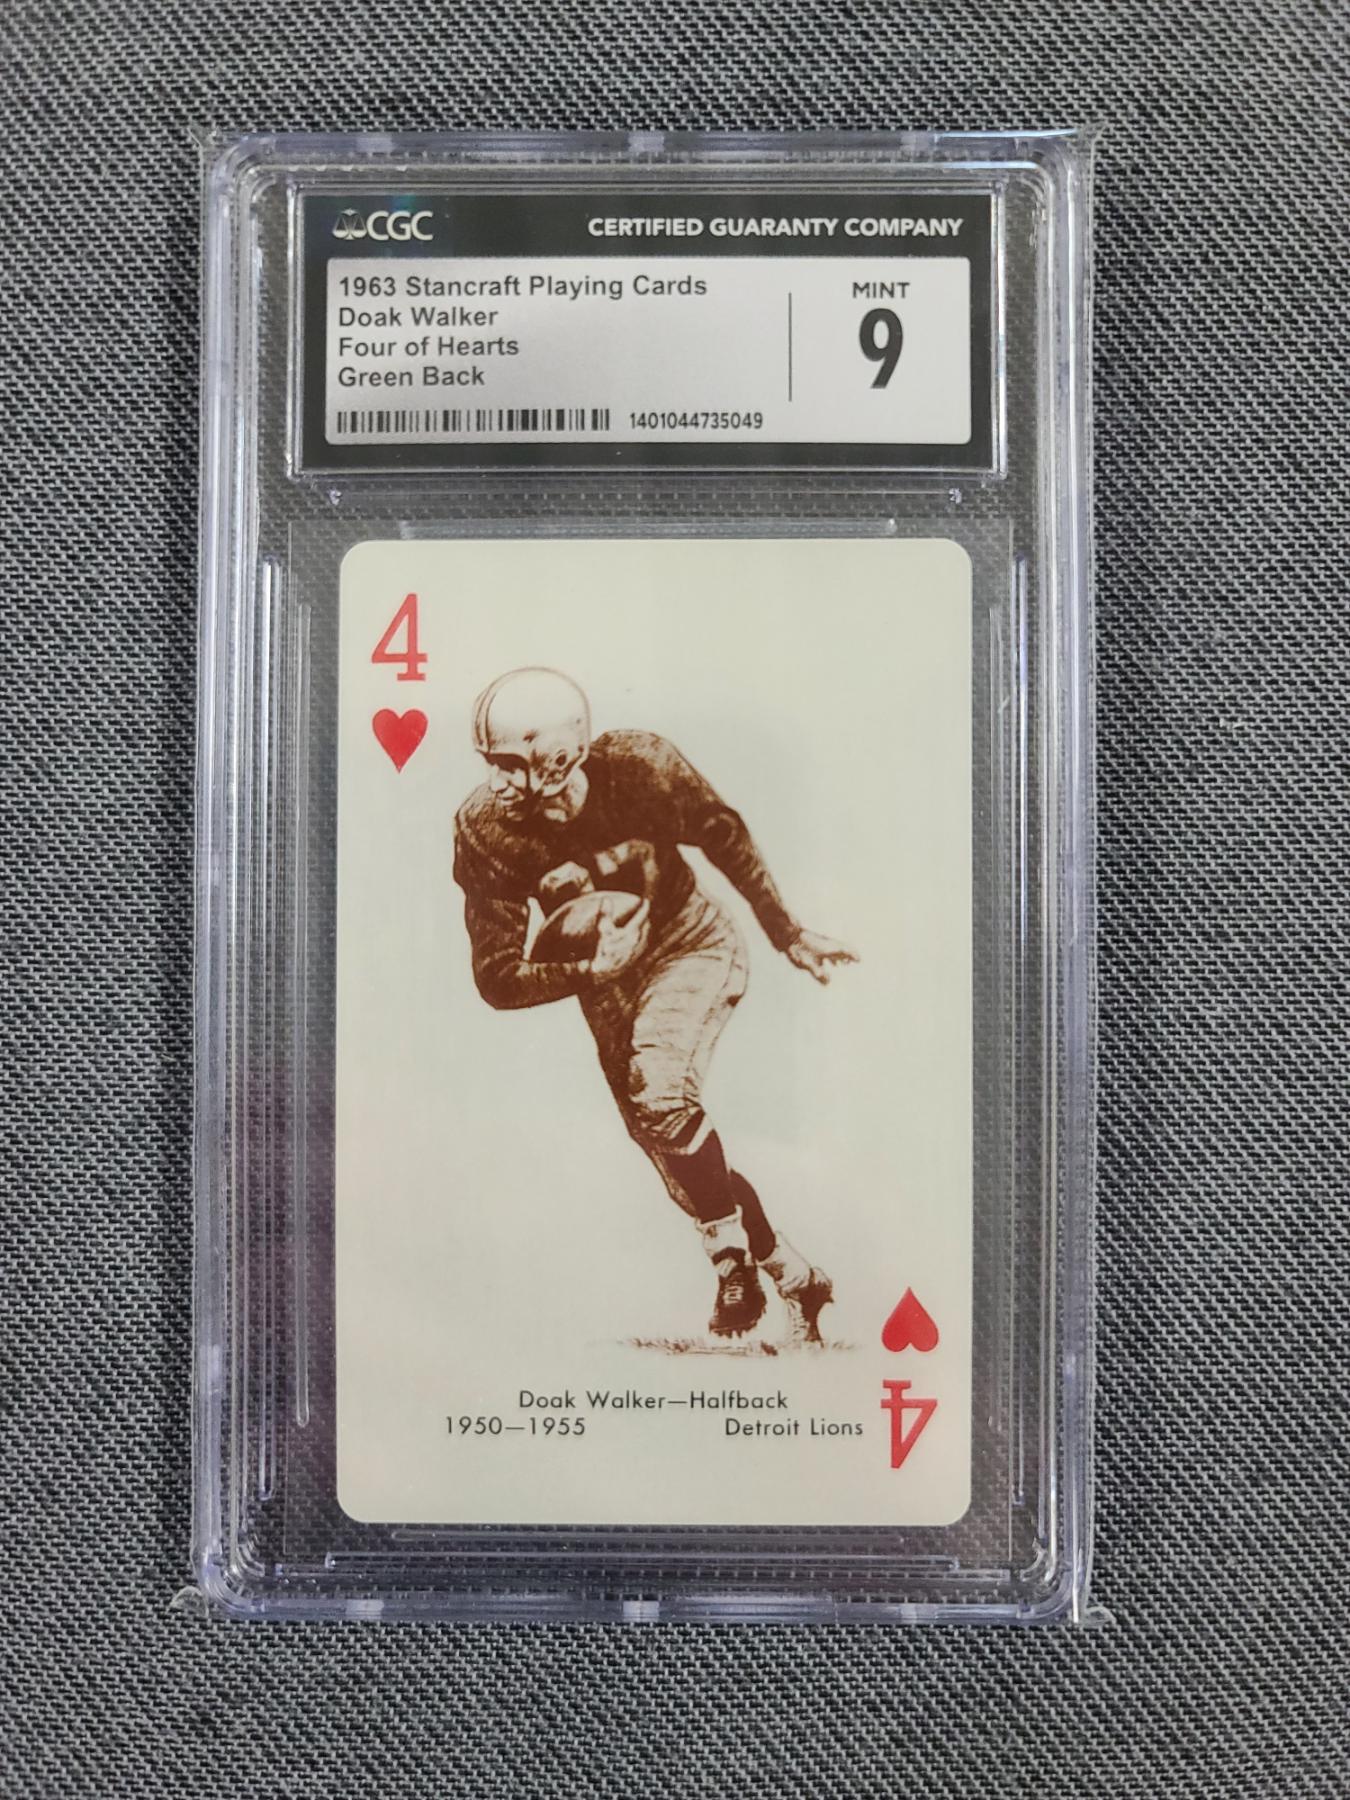 CGC CERTIFIED GUARANTY COMPANY
1963 Stancraft Playing Cards
Doak Walker
Four of Hearts
Green Back
MINT
9
1401044735049
4
Doak Walker—Halfback
1950—1955 Detroit Lions
4